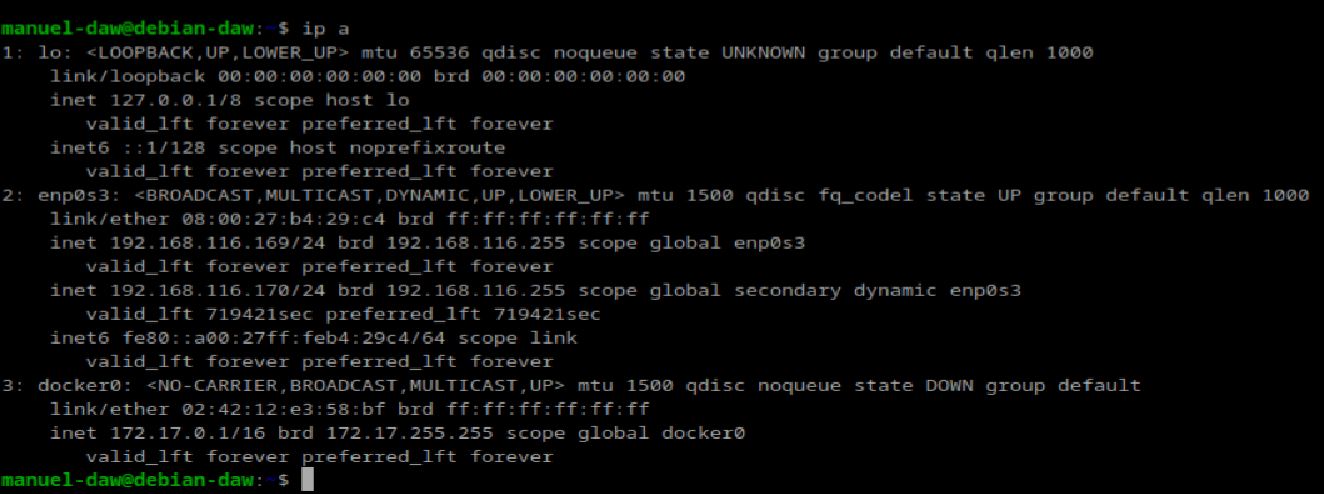 manuel-daw@debian-daw:~$ ip a
1: lo: <LOOPBACK,UP,LOWER_UP> mtu 65536 qdisc noqueue state UNKNOWN group default qlen 1000
    link/loopback 00:00:00:00:00:00 brd 00:00:00:00:00:00
    inet 127.0.0.1/8 scope host lo
       valid_lft forever preferred_lft forever
    inet6 ::1/128 scope host noprefixroute
       valid_lft forever preferred_lft forever
2: enp0s3: <BROADCAST,MULTICAST,DYNAMIC,UP,LOWER_UP> mtu 1500 qdisc fq_codel state UP group default qlen 1000
    link/ether 08:00:27:b4:29:c4 brd ff:ff:ff:ff:ff:ff
    inet 192.168.116.169/24 brd 192.168.116.255 scope global enp0s3
       valid_lft forever preferred_lft forever
    inet 192.168.116.170/24 brd 192.168.116.255 scope global secondary dynamic enp0s3
       valid_lft 719421sec preferred_lft 719421sec
    inet6 fe80::a00:27ff:feb4:29c4/64 scope link
       valid_lft forever preferred_lft forever
3: docker0: <NO-CARRIER,BROADCAST,MULTICAST,UP> mtu 1500 qdisc noqueue state DOWN group default
    link/ether 02:42:12:e3:58:bf brd ff:ff:ff:ff:ff:ff
    inet 172.17.0.1/16 brd 172.17.255.255 scope global docker0
       valid_lft forever preferred_lft forever
manuel-daw@debian-daw:~$